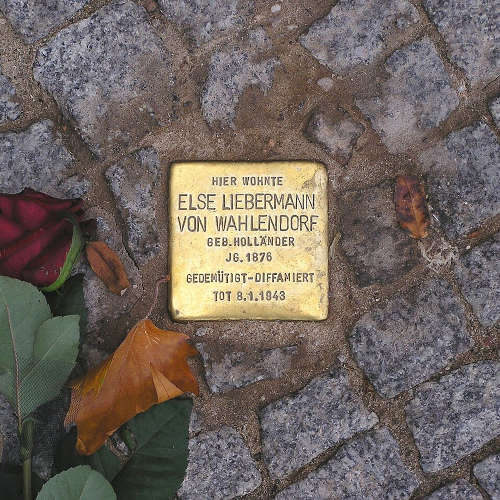 HIER WOHNTE
ELSE LIEBERMANN
VON WAHLENDORF
GEB. HOLLÄNDER
JG. 1876
GEDEMÜTIGT-DIFFAMIERT
TOT 8.1.1943